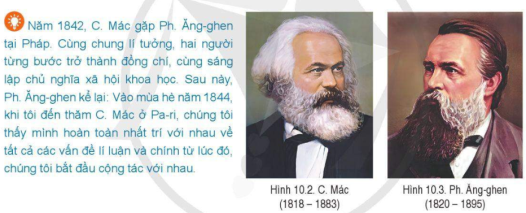 Năm 1842, C. Mác gặp Ph. Ăng-ghen
tại Pháp. Cùng chung lí tưởng, hai người
từng bước trở thành đồng chí, cùng sáng
lập chủ nghĩa xã hội khoa học. Sau này,
Ph. Ăng-ghen kể lại: Vào mùa hè năm 1844,
khi tôi đến thăm C. Mác ở Pa-ri, chúng tôi
thấy mình hoàn toàn nhất trí với nhau về
tất cả các vấn đề lí luận và chính từ lúc đó,
chúng tôi bắt đầu cộng tác với nhau.
Hình 10.2. C. Mác
(1818 – 1883)
Hình 10.3. Ph. Ăng-ghen
(1820 – 1895)